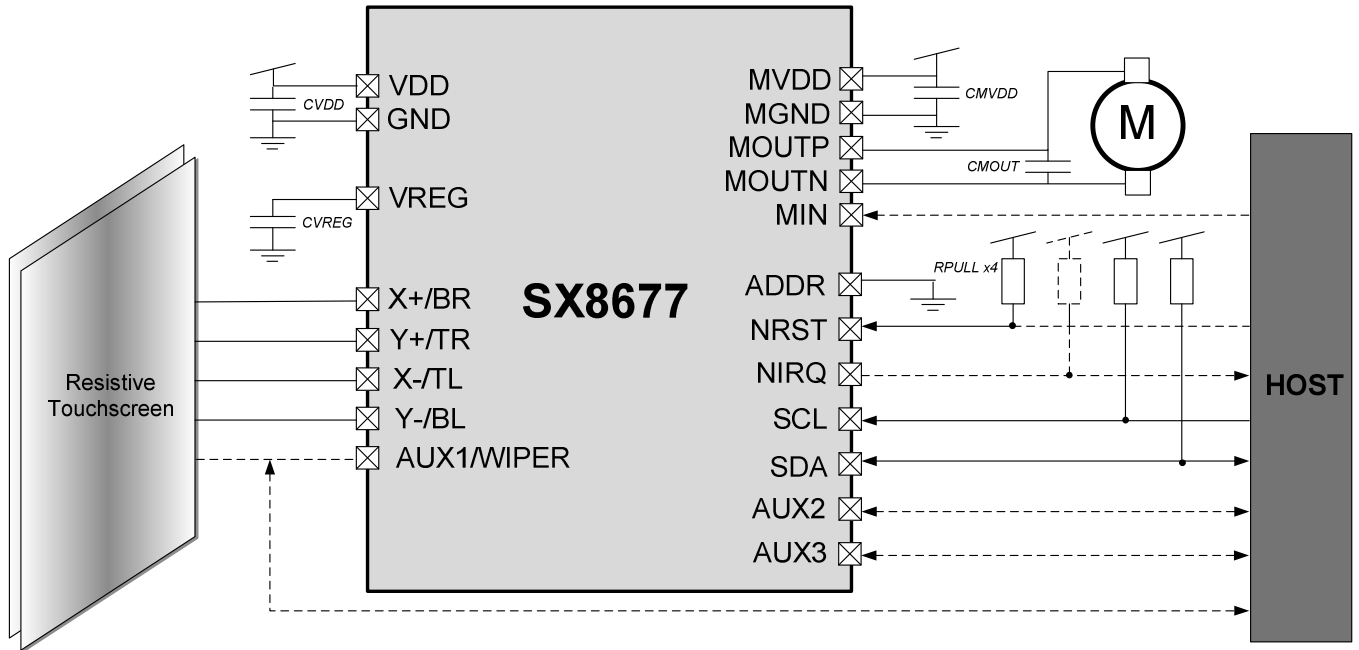 VDD
CVDD
GND
VREG
CVREG
X+/BR
Y+/TR
X-/TL
Y-/BL
AUX1/WIPER
Resistive
Touchscreen
SX8677
MVDD
CMVDD
MGND
MOUTP
CMOUT
MOUTN
MIN
M
ADDR
RPULL x4
NRST
NIRQ
SCL
SDA
AUX2
AUX3
HOST